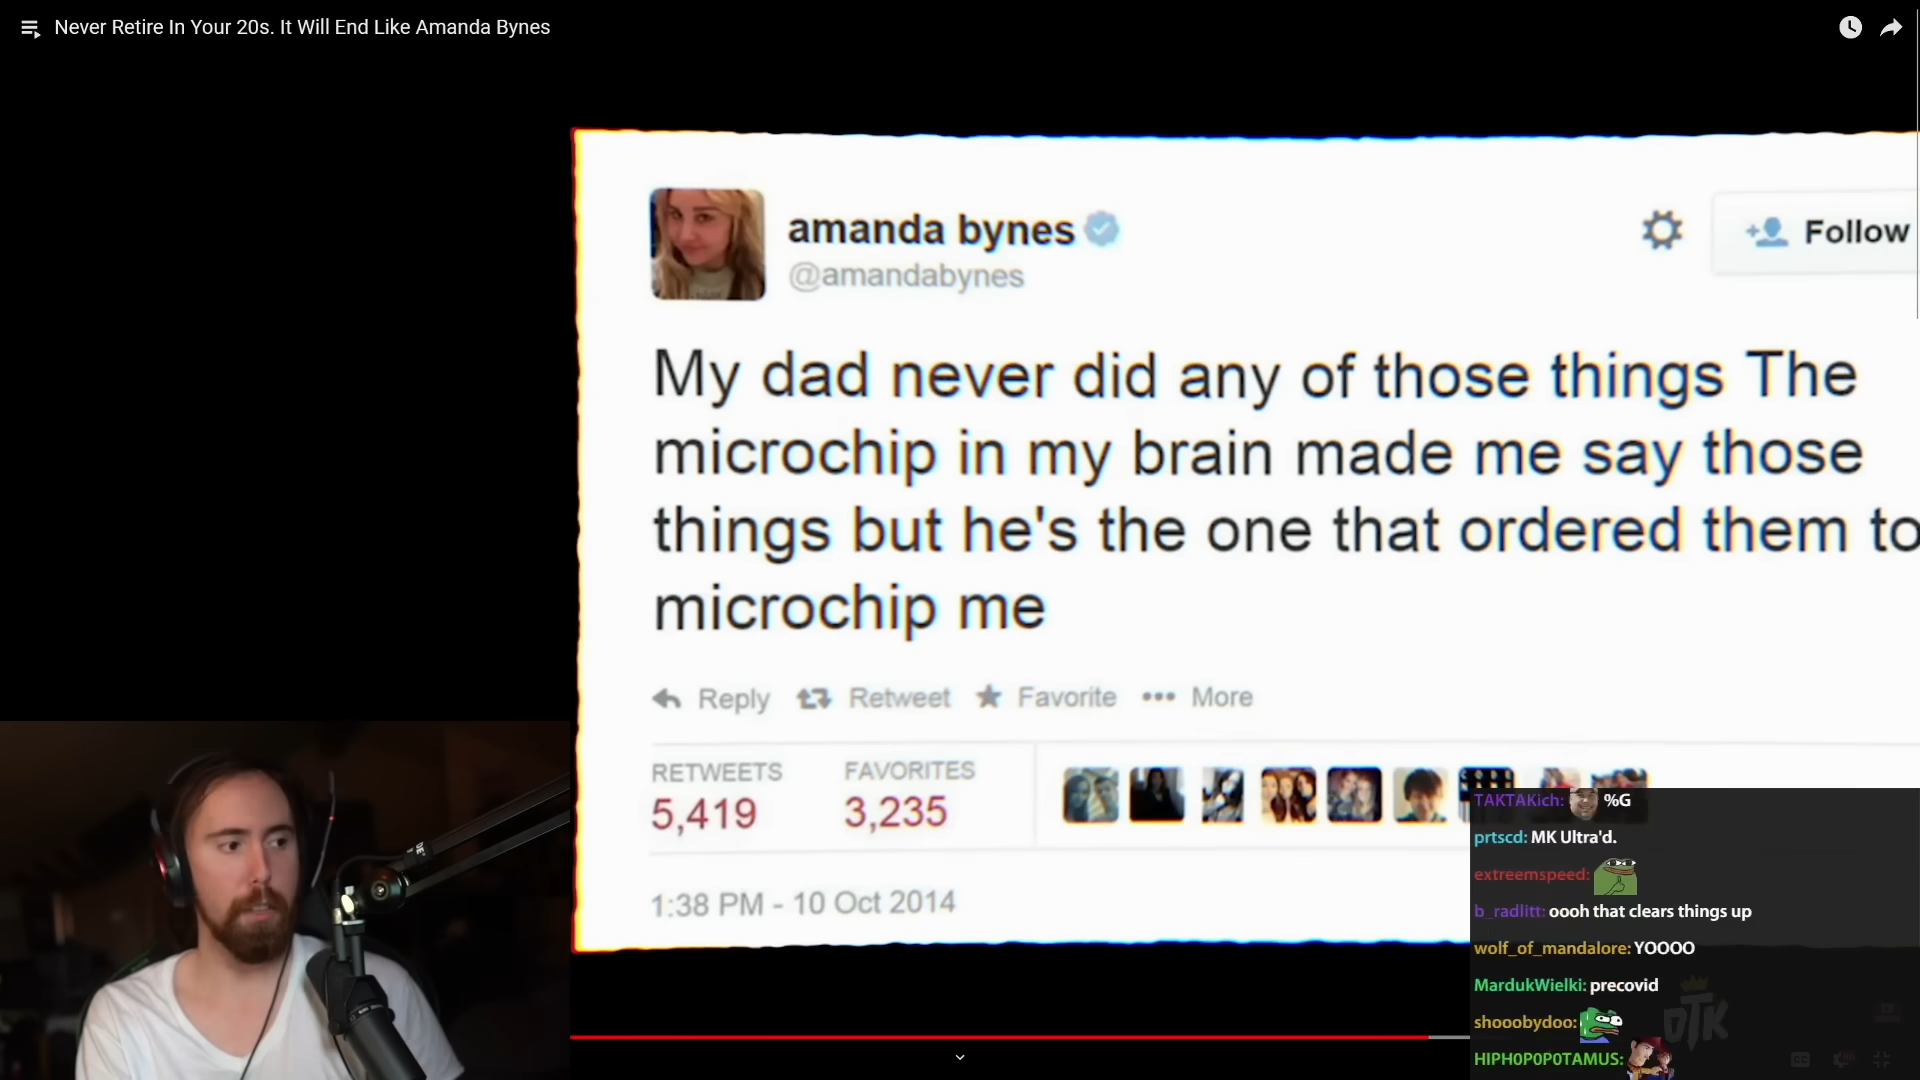 Never Retire In Your 20s. It Will End Like Amanda Bynes
amanda bynes
Follow
@amandabynes
My dad never did any of those things The
microchip in my brain made me say those
things but he's the one that ordered them to
microchip me
Reply Retweet Favorite More
RETWEETS FAVORITES
5,419 3,235
1:38 PM - 10 Oct 2014
TAKTAKich: %G
prtscd: MK Ultra'd.
extreemspeed:
b_radlitt: oooh that clears things up
wolf_of_mandalore: YOOOO
MardukWielki: precovid
shooobydoo:
HIPH0P0P0TAMUS:
DTK
CC